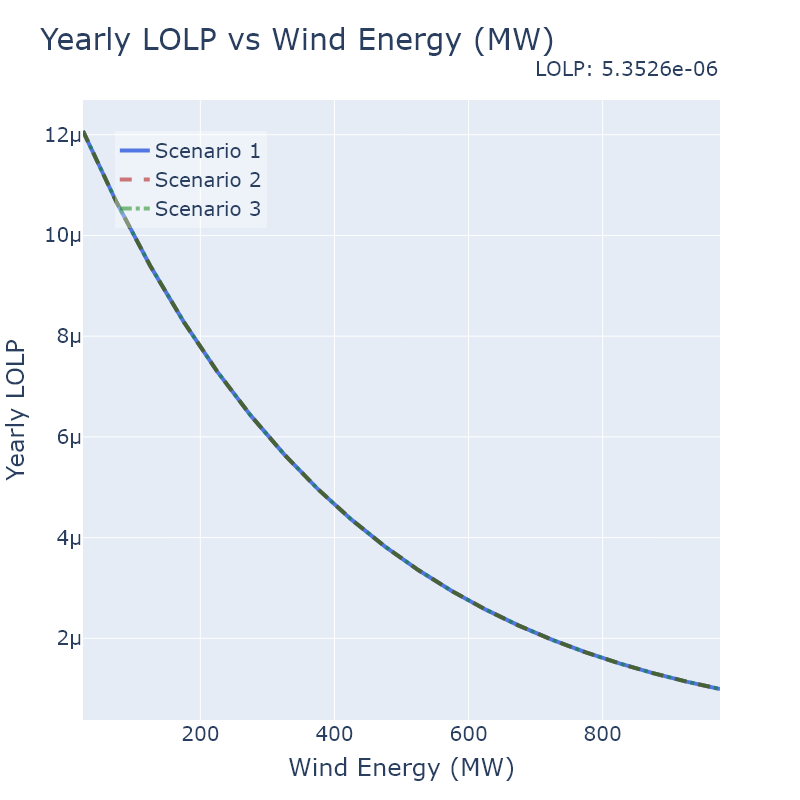 Yearly LOLP vs Wind Energy (MW)
LOLP: 5.3526e-06
12μ
10μ
8μ
6μ
4μ
2μ
Yearly LOLP
Scenario 1
Scenario 2
Scenario 3
200
400
600
800
Wind Energy (MW)